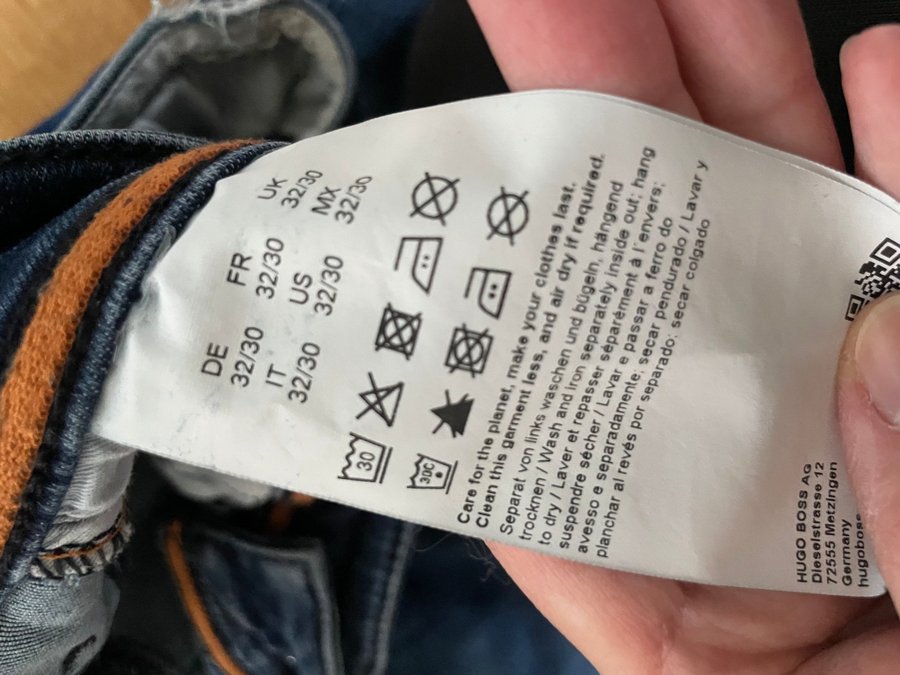 DE FR UK
32/30 32/30 32/30
IT US MX
32/30 32/30 32/30
30
30C
Care for the planet, make your clothes last.
Clean this garment less, and air dry if required.
Separat von links waschen und bügeln, hängend
trocknen / Wash and iron separately inside out; hang
to dry / Laver et repasser séparément à l'envers;
suspendre sécher / Lavar e passar a ferro do
avesso e separadamente; secar pendurado / Lavar y
planchar al revés por separado; secar colgado
HUGO BOSS AG
Dieselstrasse 12
72555 Metzingen
Germany